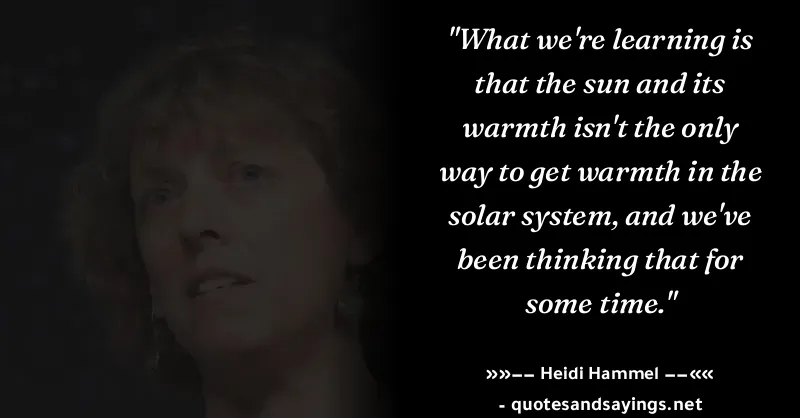 "What we're learning is
that the sun and its
warmth isn't the only
way to get warmth in the
solar system, and we've
been thinking that for
some time."
»»–– Heidi Hammel ––««
- quotesandsayings.net